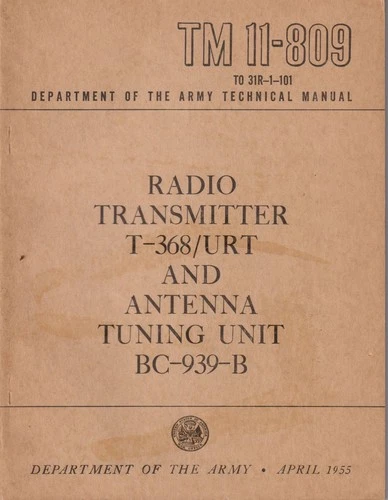 TM 11-809
TO 31R-1-101
DEPARTMENT OF THE ARMY TECHNICAL MANUAL
RADIO
TRANSMITTER
T-368/URT
AND
ANTENNA
TUNING UNIT
BC-939-B
DEPARTMENT OF THE ARMY • APRIL 1955